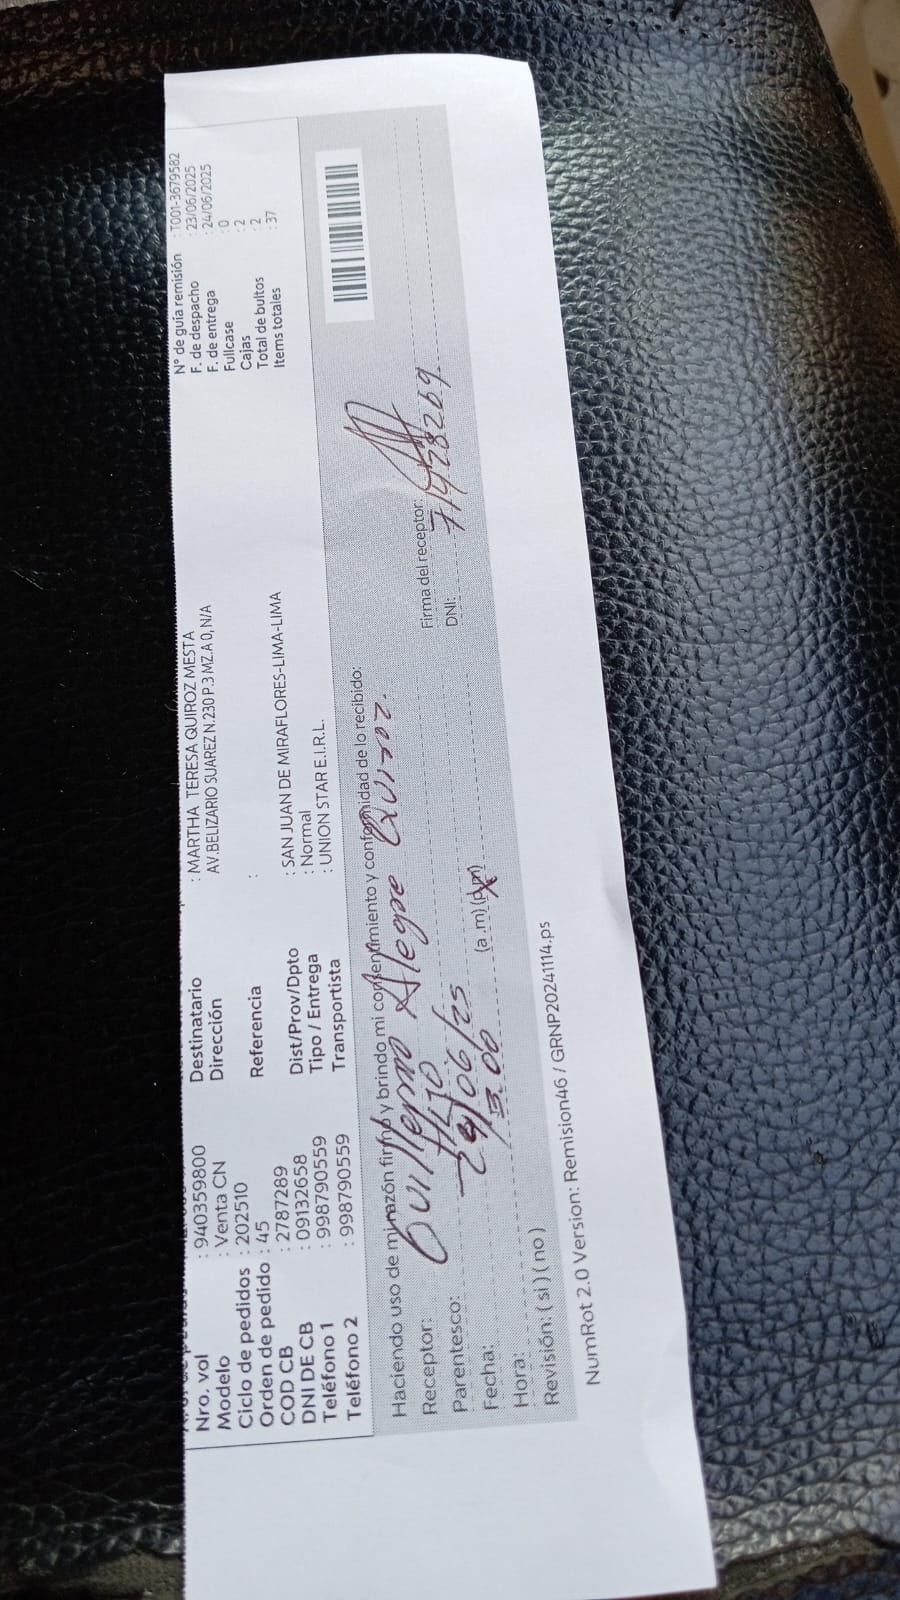 Nro. vol : 940359800
Modelo : Venta CN
Ciclo de pedidos : 202510
Orden de pedido : 45
COD CB : 2787289
DNI DE CB : 09132658
Teléfono 1 : 998790559
Teléfono 2 : 998790559
Destinatario : MARTHA TERESA QUIROZ MESTA
Dirección AV.BELIZARIO SUAREZ N.230 P.3 MZ.A 0, N/A
Referencia :
Dist/Prov/Dpto : SAN JUAN DE MIRAFLORES-LIMA-LIMA
Tipo / Entrega : Normal
Transportista : UNION STAR E.I.R.L.
N° de guía remisión : T001-3679582
F. de despacho : 23/06/2025
F. de entrega : 24/06/2025
Fullcase : 0
Cajas : 2
Total de bultos : 2
Items totales : 37
Haciendo uso de mi razón firmo y brindo mi consentimiento y conformidad de lo recibido:
Receptor: Guillermo Alegre Quiroz.
Parentesco: HIJO
Fecha: 24/06/25
Hora: 13:00 (a .m) (p.m)
Revisión: ( si ) ( no )
Firma del receptor:
DNI: 71428269
NumRot 2.0 Version: Remision46 / GRNP20241114.ps